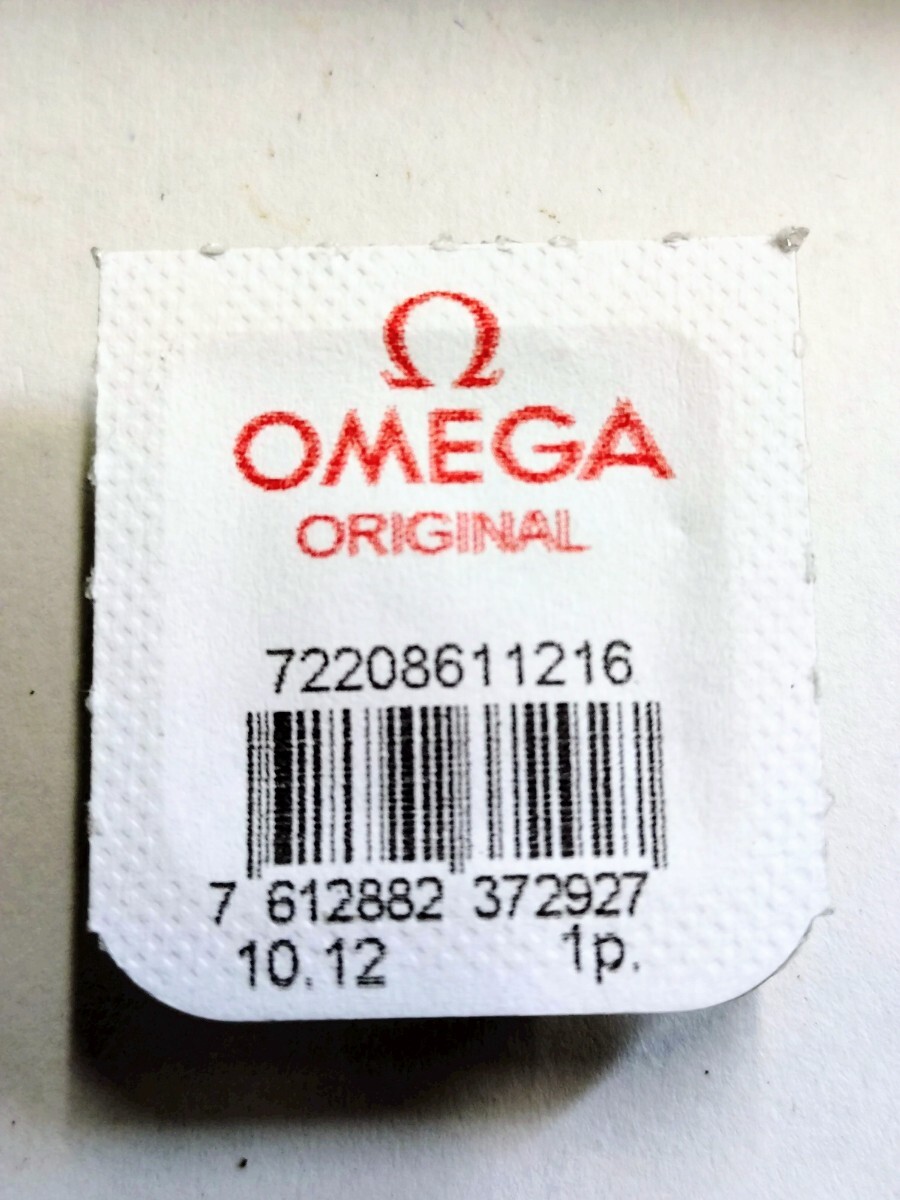 Ω
OMEGA
ORIGINAL
72208611216
7 612882 372927
10.12 1p.